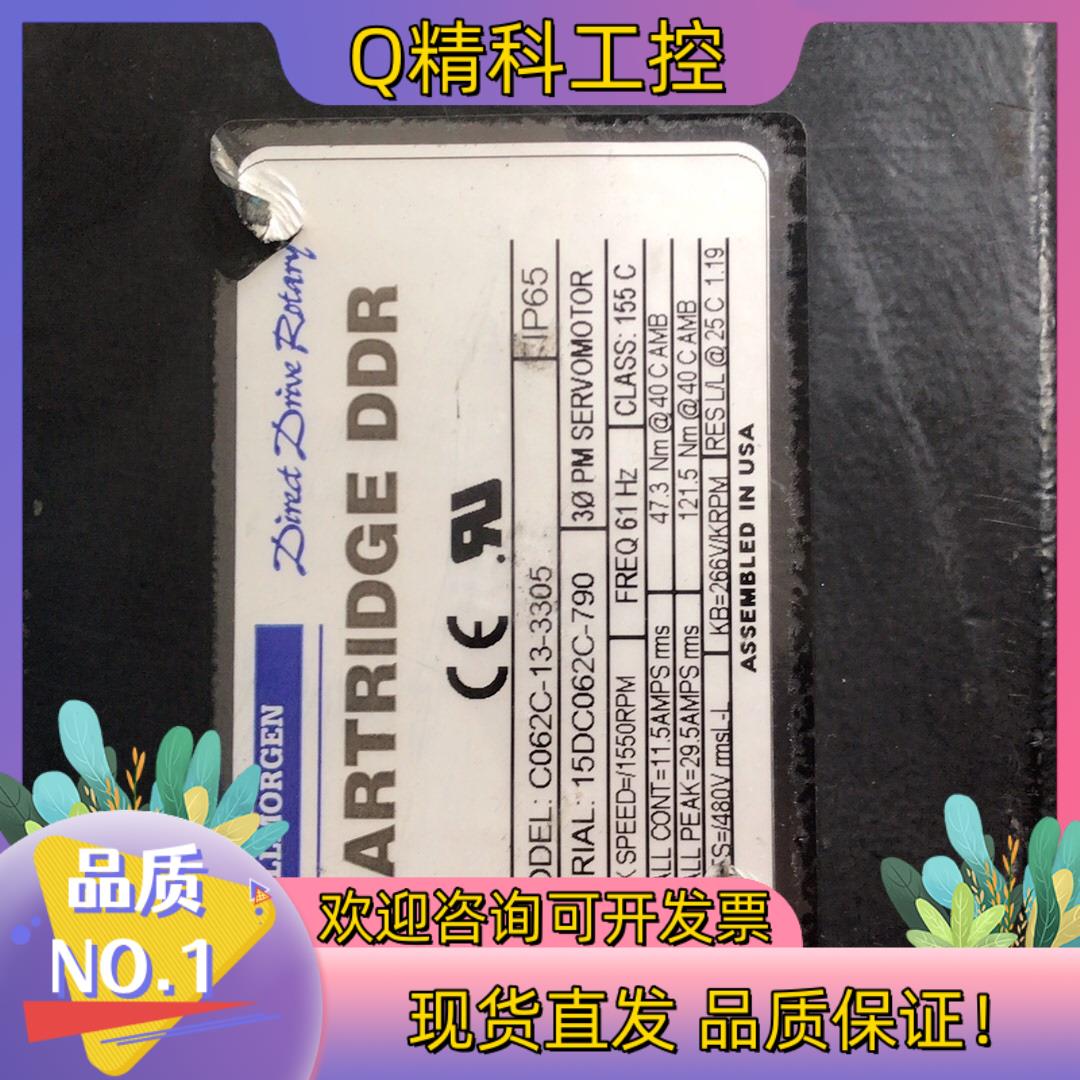 Q精科工控
LLMORGEN
Direct Drive Rotary
ARTRIDGE DDR
CE
ODEL: C062C-13-3305
IP65
RIAL: 15DC062C-790
3Ø PM SERVOMOTOR
X SPEED=/1550RPM
FREQ 61 Hz
CLASS: 155 C
ALL CONT=11.5AMPS rms
47.3 Nm@40 C AMB
ALL PEAK=29.5AMPS rms
121.5 Nm@40 C AMB
ES=/480V rmsL-L
KB=266V/KRPM
RES L/L@25 C 1.19
ASSEMBLED IN USA
欢迎咨询可开发票
品质
NO.1
现货直发 品质保证!